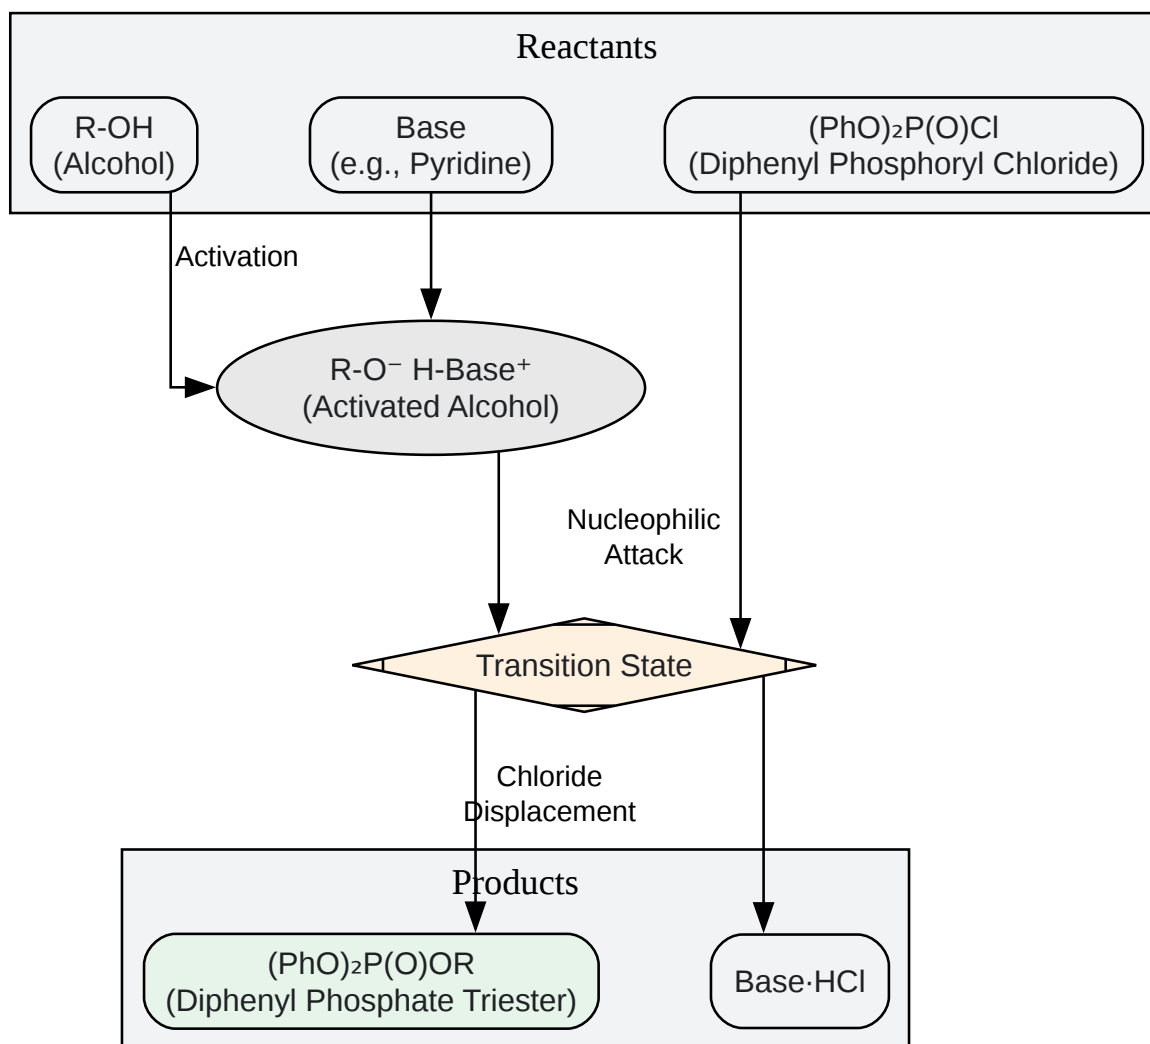 Reactants
R-OH
(Alcohol)
Base
(e.g., Pyridine)
(PhO)₂P(O)Cl
(Diphenyl Phosphoryl Chloride)
Activation
R-O⁻ H-Base⁺
(Activated Alcohol)
Nucleophilic
Attack
Transition State
Chloride
Displacement
Products
(PhO)₂P(O)OR
(Diphenyl Phosphate Triester)
Base·HCl